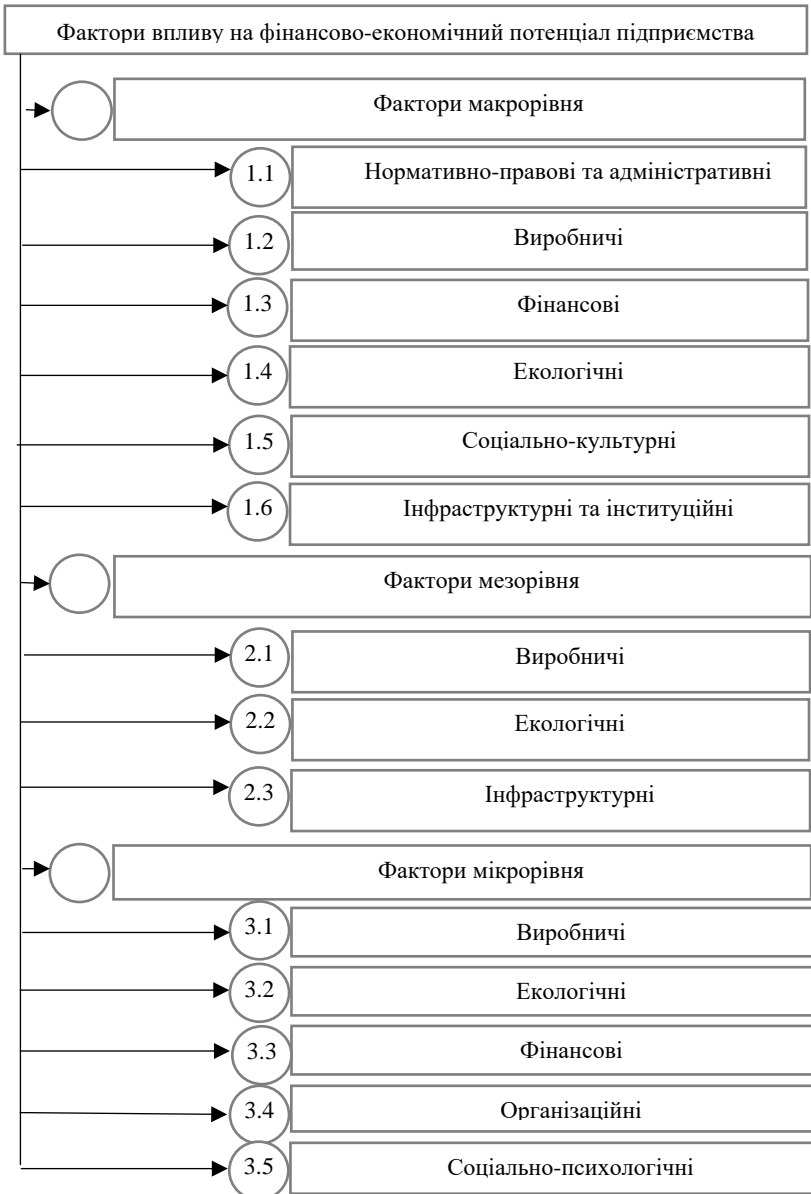 Фактори впливу на фінансово-економічний потенціал підприємства
Фактори макрорівня
1.1 Нормативно-правові та адміністративні
1.2 Виробничі
1.3 Фінансові
1.4 Екологічні
1.5 Соціально-культурні
1.6 Інфраструктурні та інституційні
Фактори мезорівня
2.1 Виробничі
2.2 Екологічні
2.3 Інфраструктурні
Фактори мікрорівня
3.1 Виробничі
3.2 Екологічні
3.3 Фінансові
3.4 Організаційні
3.5 Соціально-психологічні